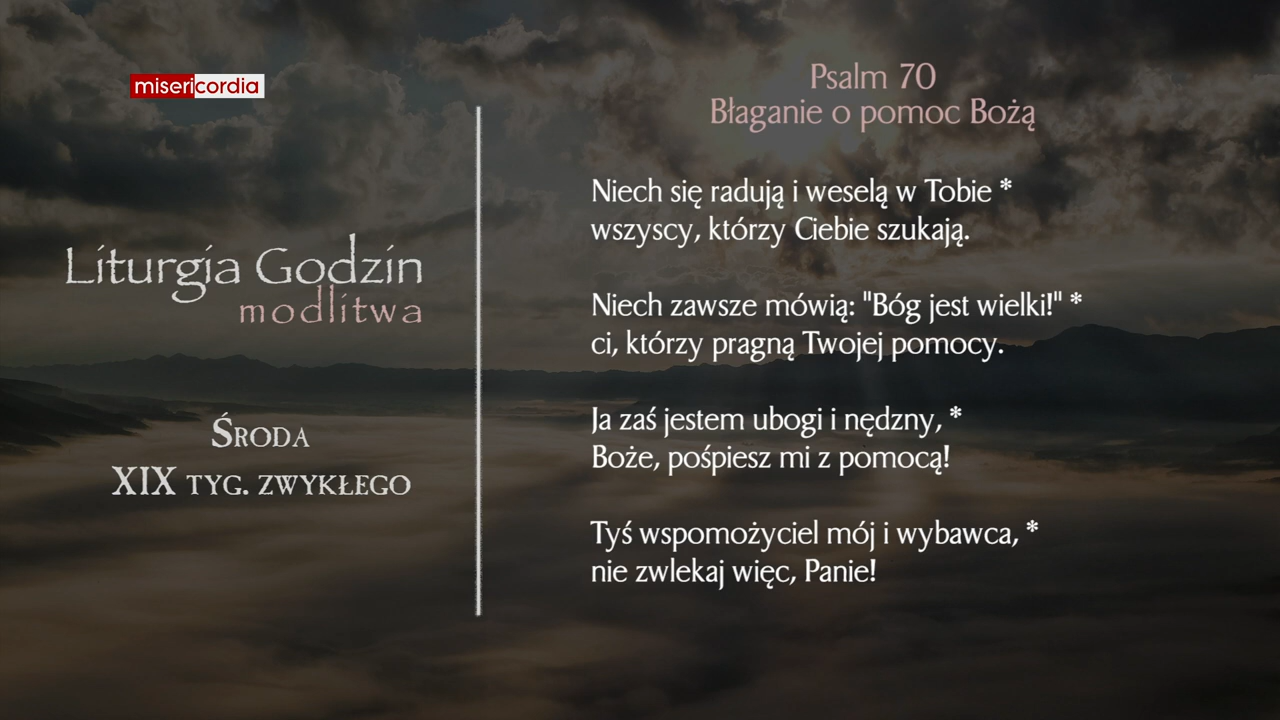 misericordia
Liturgia Godzin
modlitwa
Środa
XIX tyg. zwykłego
Psalm 70
Błaganie o pomoc Bożą
Niech się radują i weselą w Tobie *
wszyscy, którzy Ciebie szukają.
Niech zawsze mówią: "Bóg jest wielki!" *
ci, którzy pragną Twojej pomocy.
Ja zaś jestem ubogi i nędzny, *
Boże, pośpiesz mi z pomocą!
Tyś wspomożyciel mój i wybawca, *
nie zwlekaj więc, Panie!